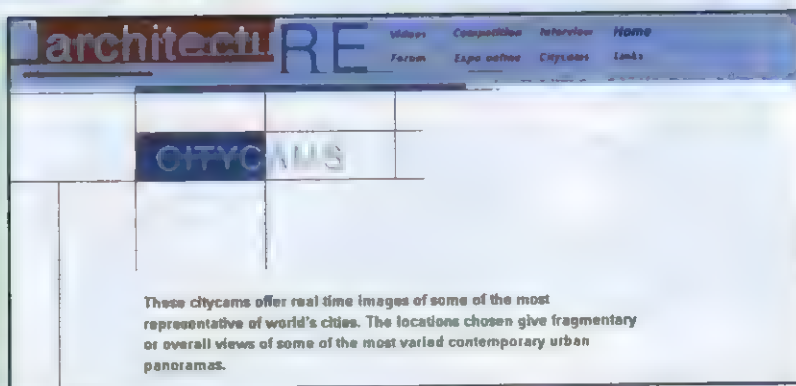 architectuRE
Videos Competition Interview Home
Forum Expo online Citycams Links
CITYCAMS
These citycams offer real time images of some of the most
representative of world's cities. The locations chosen give fragmentary
or overall views of some of the most varied contemporary urban
panoramas.